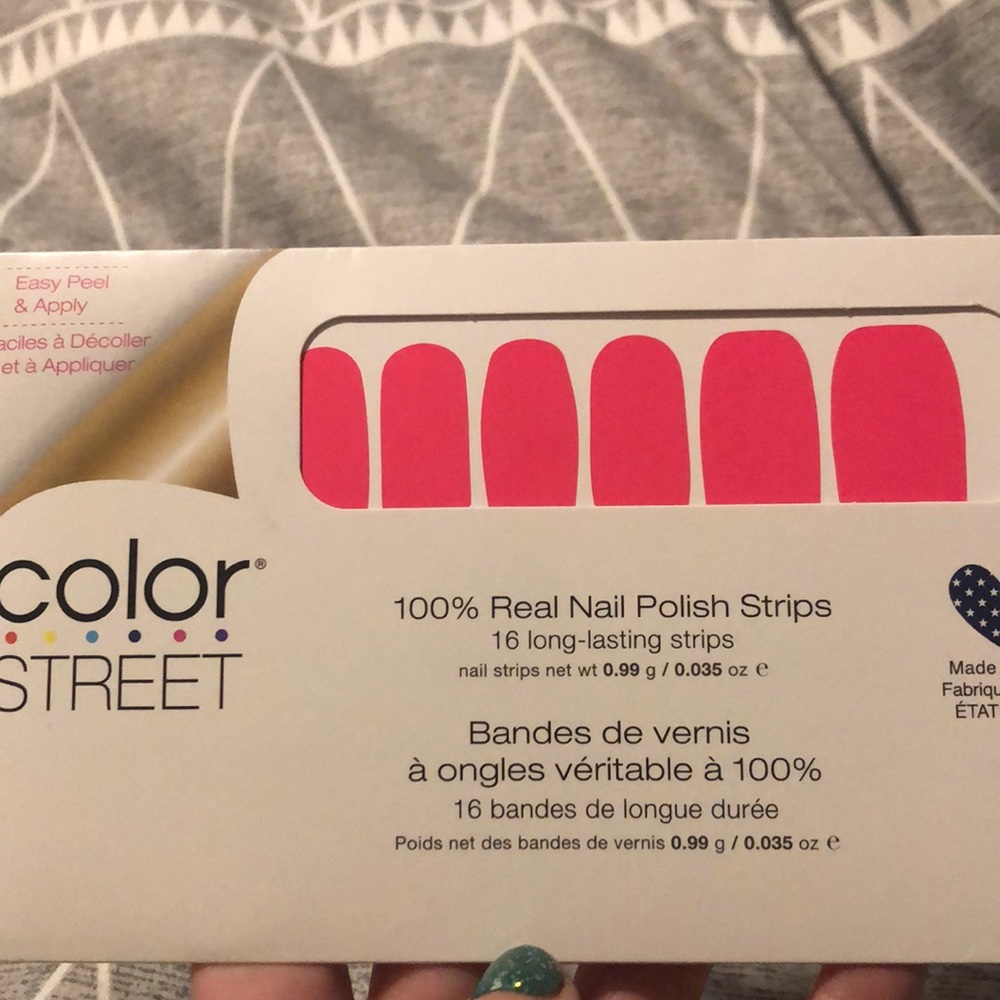 Easy Peel
& Apply
aciles à Décoller
et à Appliquer
color®
STREET
100% Real Nail Polish Strips
16 long-lasting strips
nail strips net wt 0.99 g / 0.035 oz ℮
Bandes de vernis
à ongles véritable à 100%
16 bandes de longue durée
Poids net des bandes de vernis 0.99 g / 0.035 oz ℮
Made
Fabriqu
ÉTAT